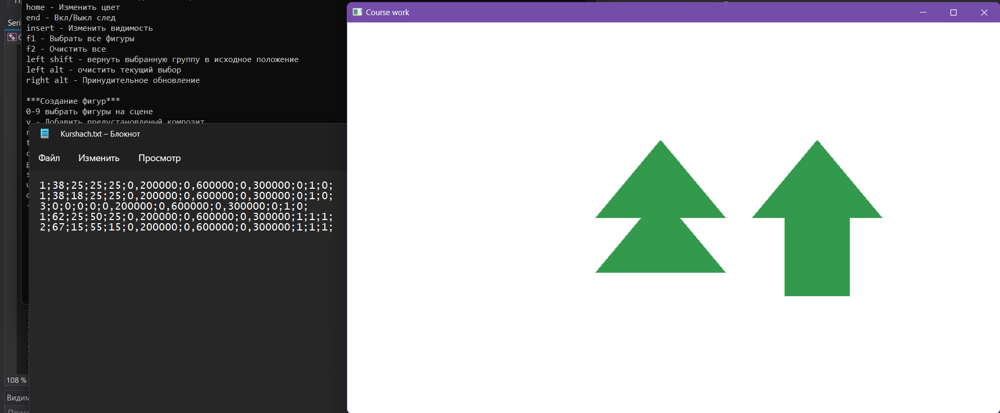 home - Изменить цвет
end - Вкл/Выкл след
insert - Изменить видимость
f1 - Выбрать все фигуры
f2 - Очистить все
left shift - вернуть выбранную группу в исходное положение
left alt - очистить текущий выбор
right alt - Принудительное обновление
***Создание фигур***
0-9 выбрать фигуры на сцене
v - Добавить предустановленый композит
Seri
Kurshach.txt – Блокнот
Файл Изменить Просмотр
1;38;25;25;25;0,200000;0,600000;0,300000;0;1;0;
1;38;18;25;25;0,200000;0,600000;0,300000;0;1;0;
3;0;0;0;0;0,200000;0,600000;0,300000;0;1;0;
1;62;25;50;25;0,200000;0,600000;0,300000;1;1;1;
2;67;15;55;15;0,200000;0,600000;0,300000;1;1;1;
108 %
Видим
Поиск
Course work